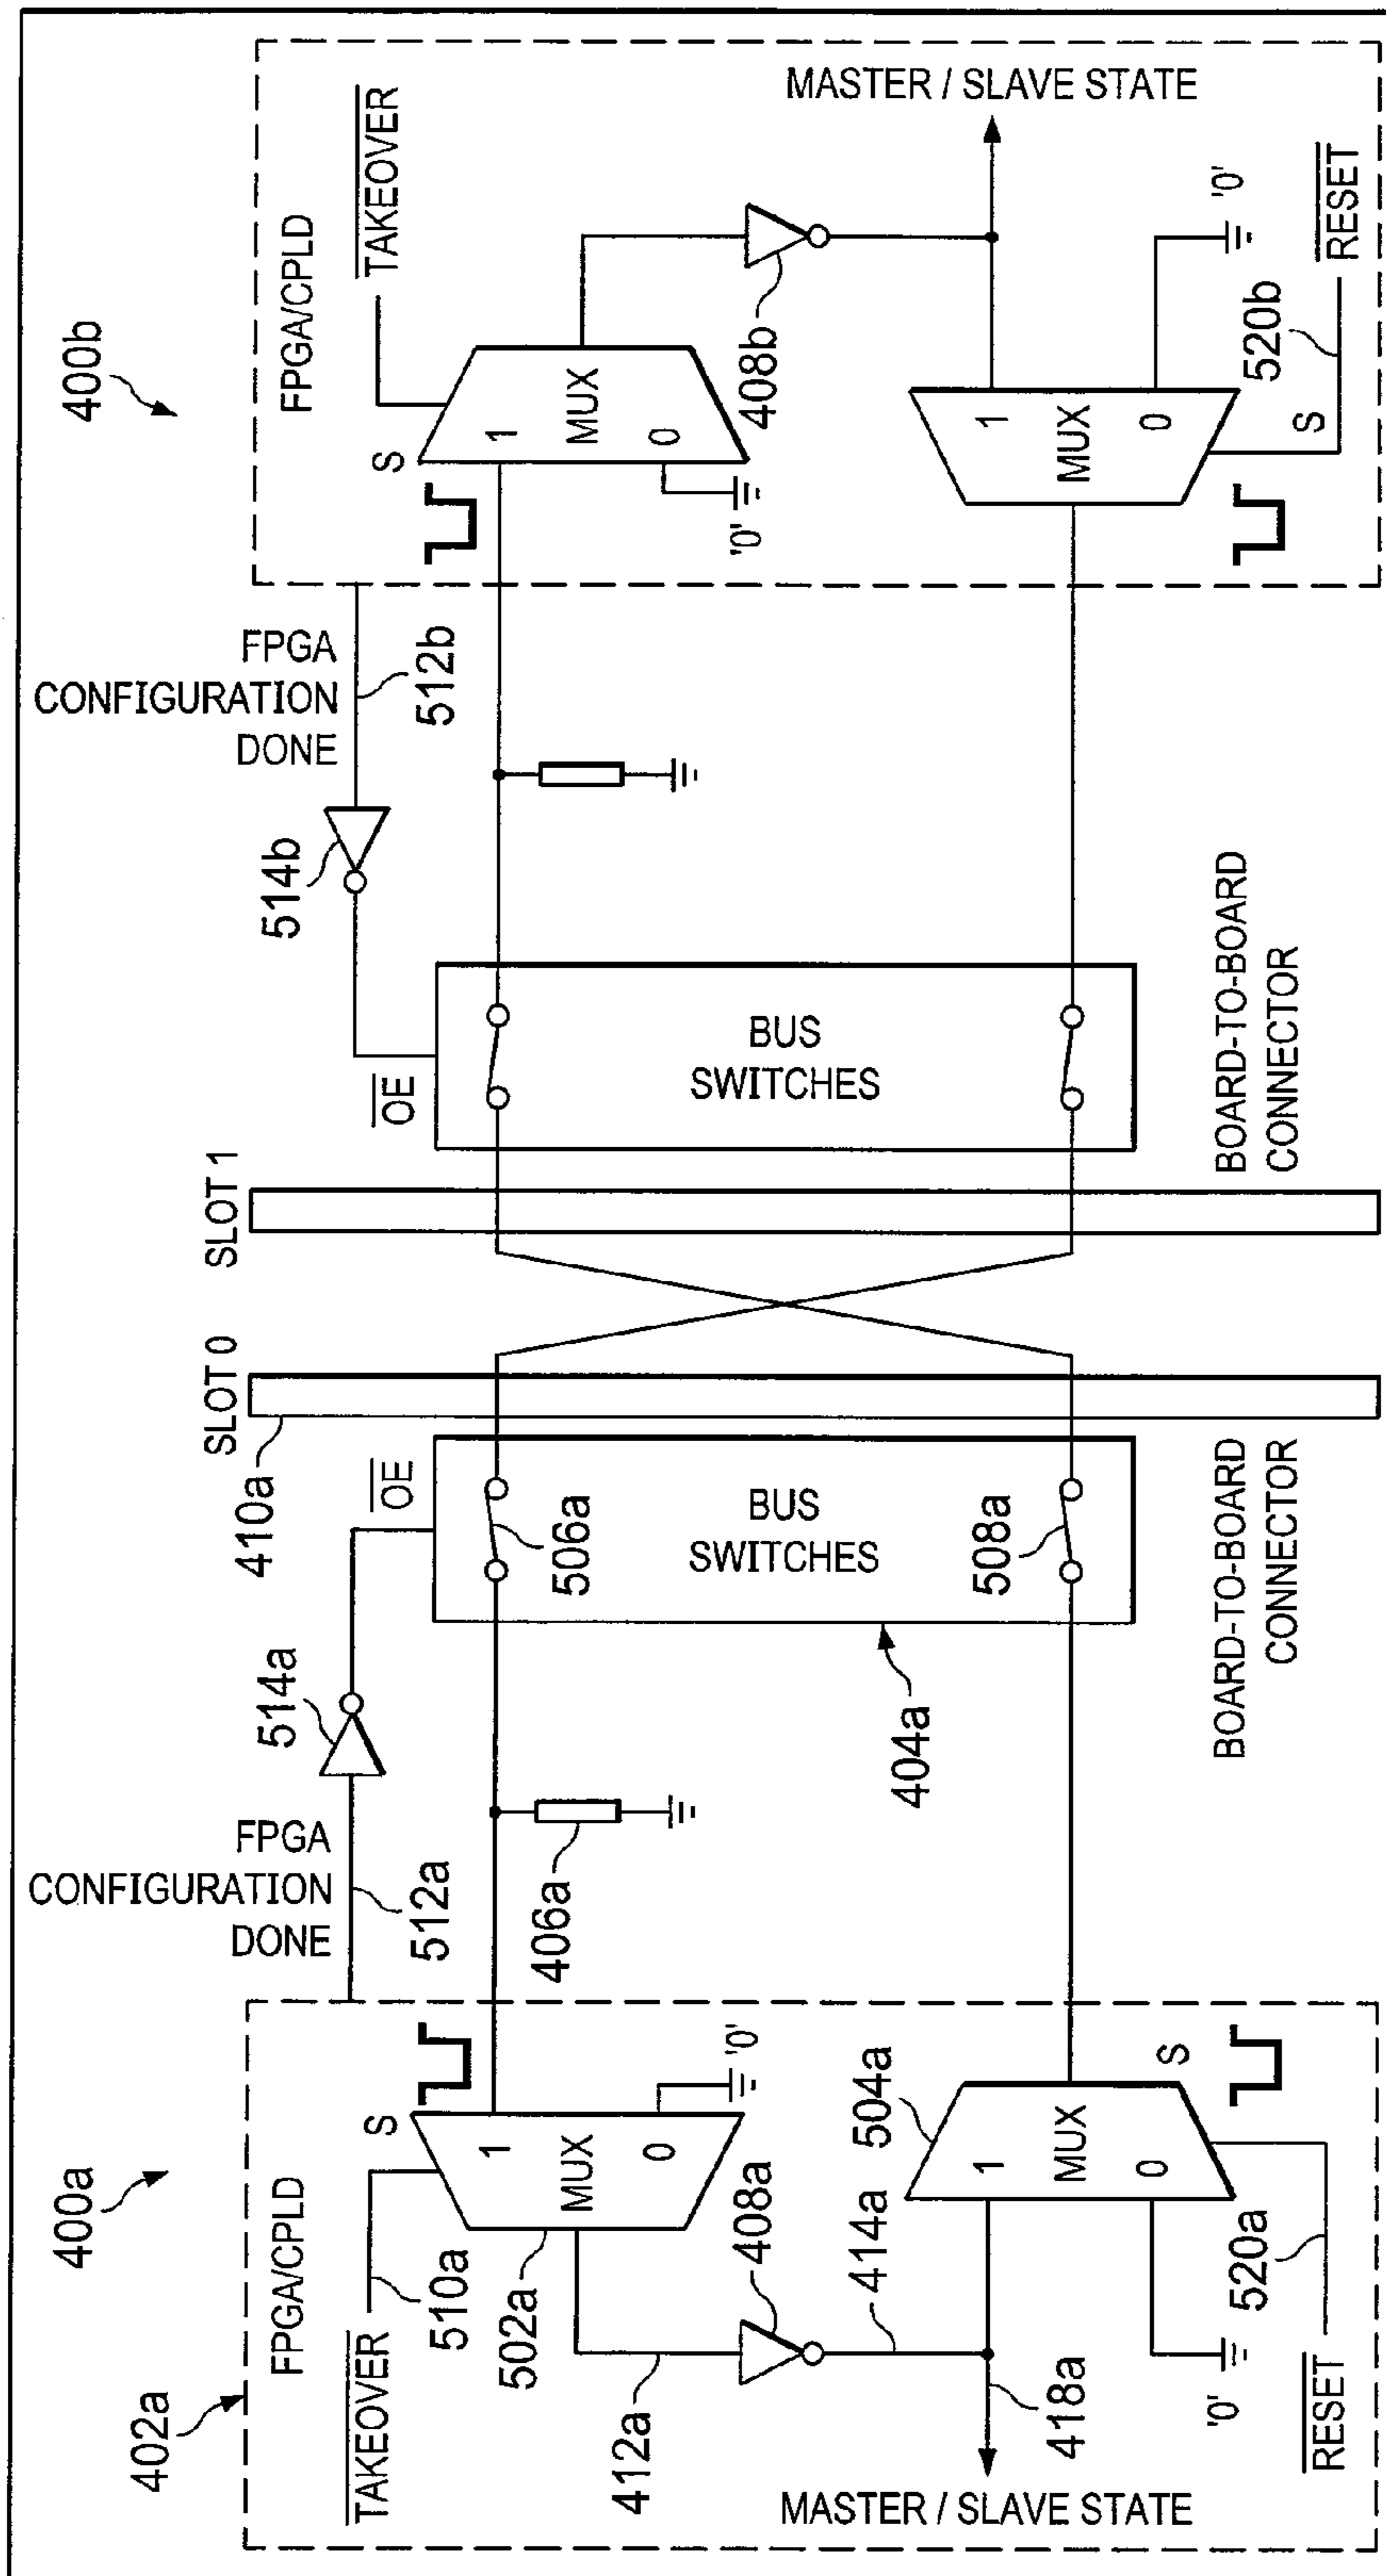 400a
402a
FPGA/CPLD
TAKEOVER
510a
502a
S
1
MUX
0
'0'
412a
408a
414a
418a
MASTER / SLAVE STATE
504a
1
MUX
0
S
'0'
520a
RESET
FPGA
CONFIGURATION
DONE
512a
514a
406a
OE
506a
BUS
SWITCHES
508a
404a
SLOT 0
410a
BOARD-TO-BOARD
CONNECTOR
SLOT 1
BOARD-TO-BOARD
CONNECTOR
OE
BUS
SWITCHES
514b
FPGA
CONFIGURATION
DONE
512b
400b
FPGA/CPLD
TAKEOVER
S
1
MUX
0
'0'
408b
MASTER / SLAVE STATE
1
MUX
0
'0'
S
520b
RESET